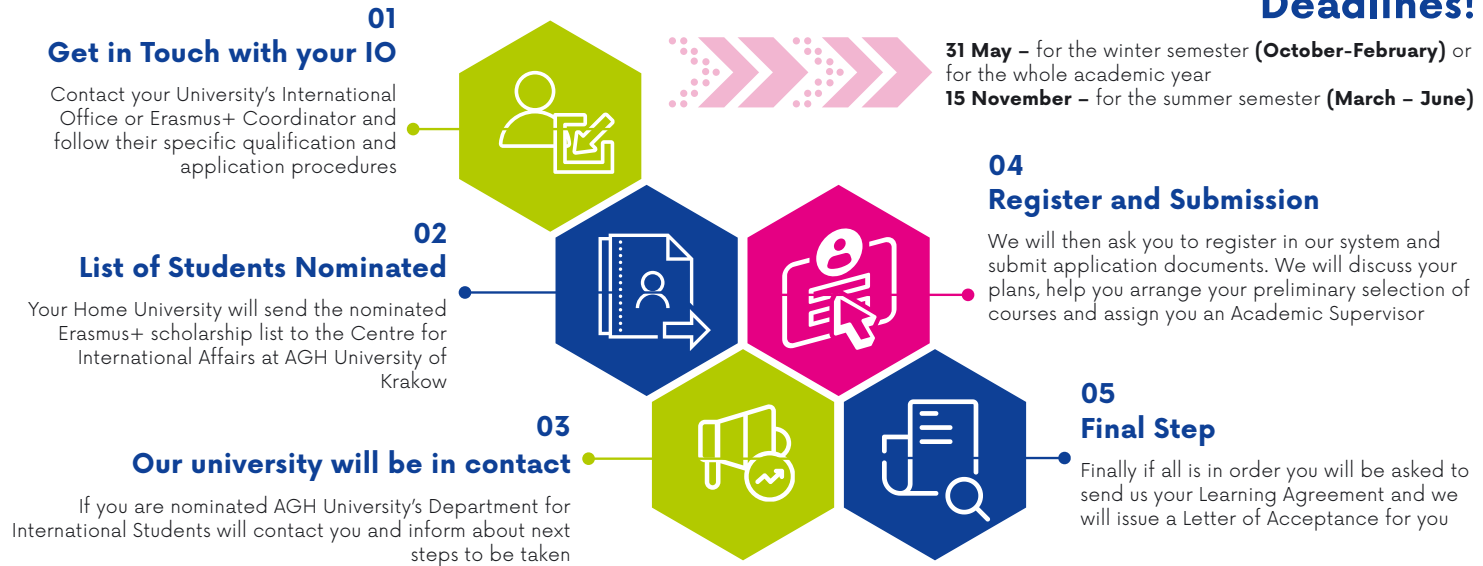 Deadlines!
31 May – for the winter semester (October-February) or
for the whole academic year
15 November – for the summer semester (March – June)
01
Get in Touch with your IO
Contact your University's International
Office or Erasmus+ Coordinator and
follow their specific qualification and
application procedures
02
List of Students Nominated
Your Home University will send the nominated
Erasmus+ scholarship list to the Centre for
International Affairs at AGH University of
Krakow
03
Our university will be in contact
If you are nominated AGH University's Department for
International Students will contact you and inform about next
steps to be taken
04
Register and Submission
We will then ask you to register in our system and
submit application documents. We will discuss your
plans, help you arrange your preliminary selection of
courses and assign you an Academic Supervisor
05
Final Step
Finally if all is in order you will be asked to
send us your Learning Agreement and we
will issue a Letter of Acceptance for you